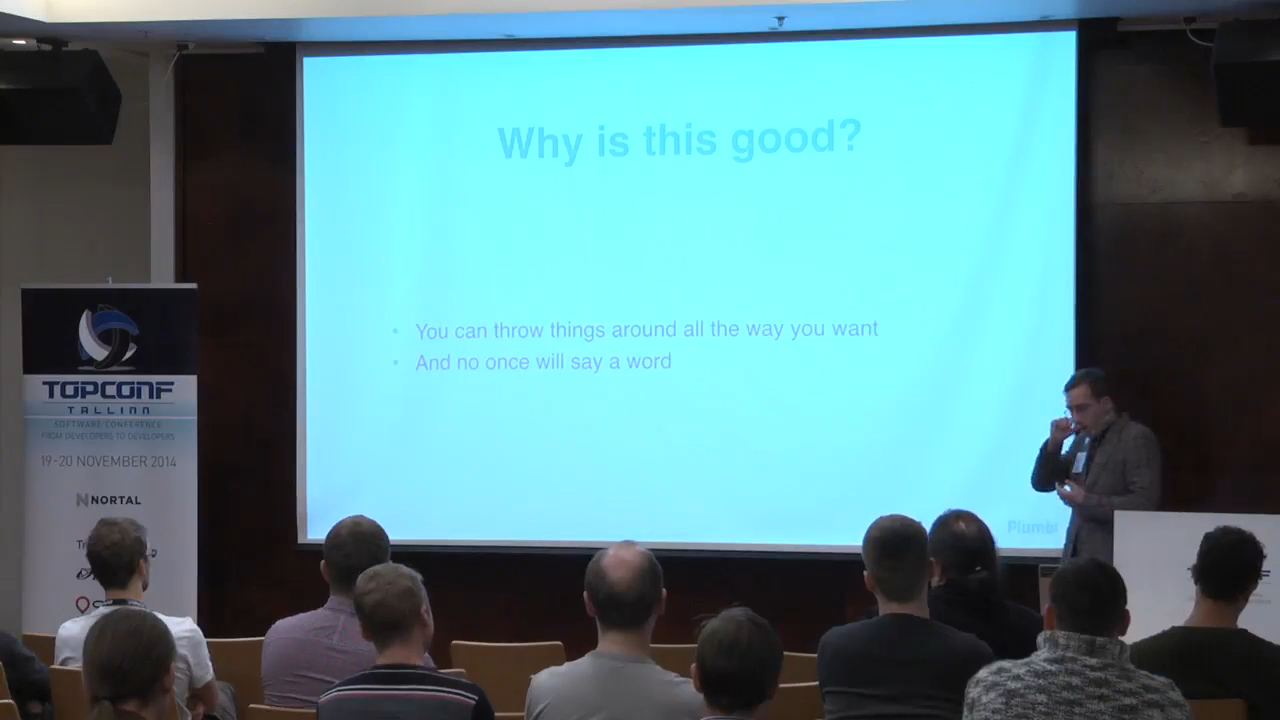 Why is this good?
• You can throw things around all the way you want
• And no once will say a word
Plumbr
TOPCONF
TALLINN
SOFTWARE CONFERENCE
FROM DEVELOPERS TO DEVELOPERS
19-20 NOVEMBER 2014
NORTAL